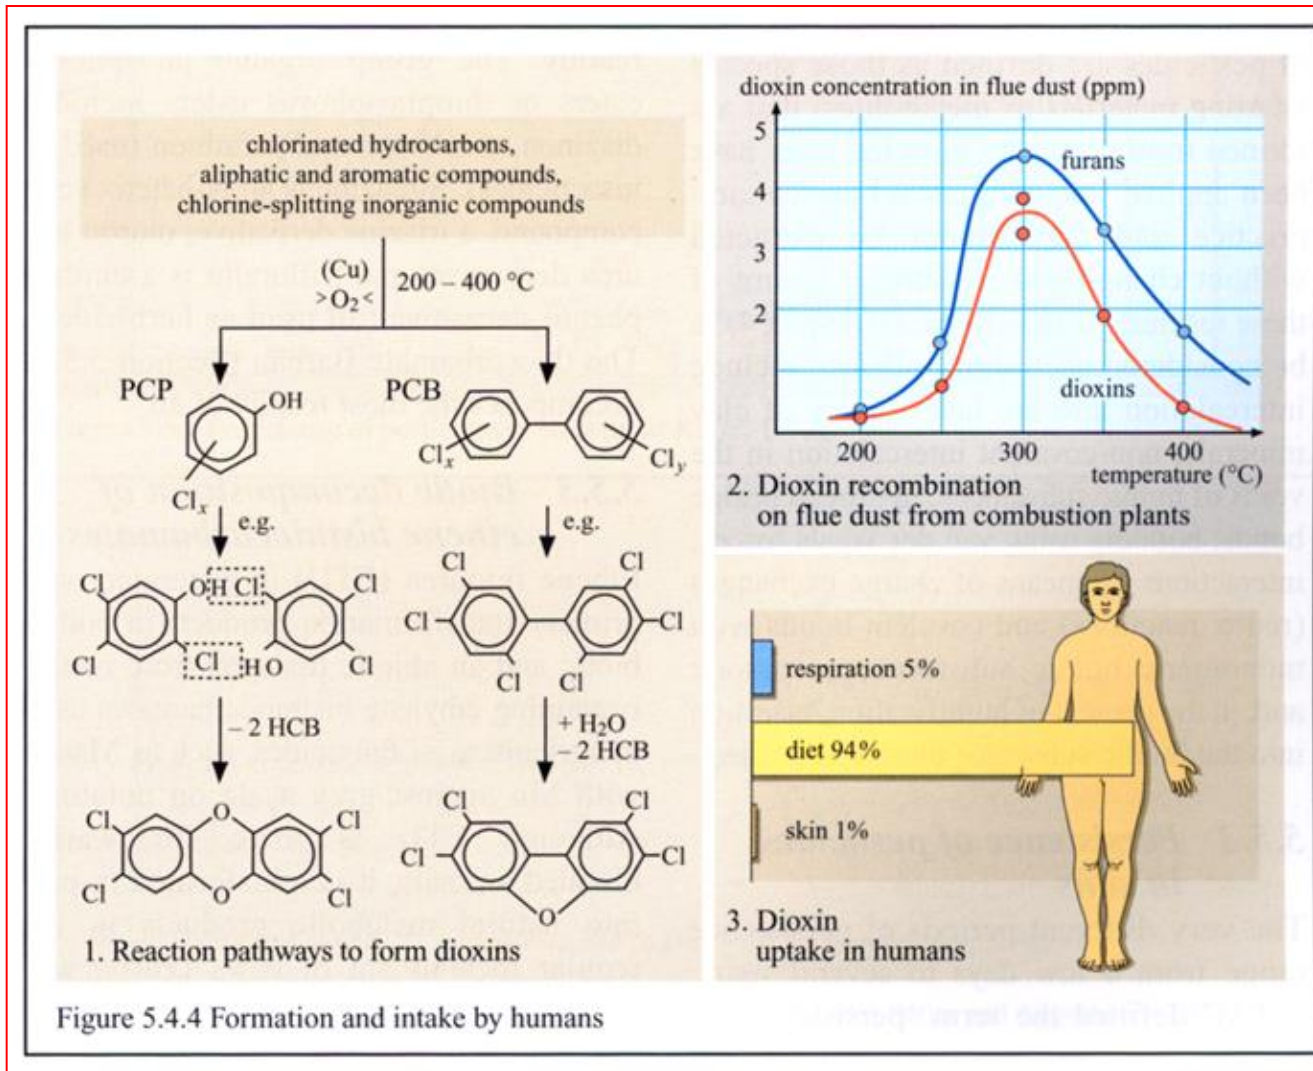 chlorinated hydrocarbons,
aliphatic and aromatic compounds,
chlorine-splitting inorganic compounds
(Cu)
>O₂<
200 – 400 °C
PCP
OH
Clₓ
PCB
Clₓ
Cl_y
e.g.
e.g.
Cl
OH Cl
Cl
Cl
Cl
HO
Cl
Cl
Cl
Cl
Cl
Cl
Cl
Cl
– 2 HCB
+ H₂O
– 2 HCB
Cl
O
Cl
Cl
O
Cl
Cl
Cl
Cl
Cl
O
1. Reaction pathways to form dioxins
dioxin concentration in flue dust (ppm)
5
4
3
2
furans
dioxins
200
300
400
temperature (°C)
2. Dioxin recombination
on flue dust from combustion plants
respiration 5%
diet 94%
skin 1%
3. Dioxin
uptake in humans
Figure 5.4.4 Formation and intake by humans